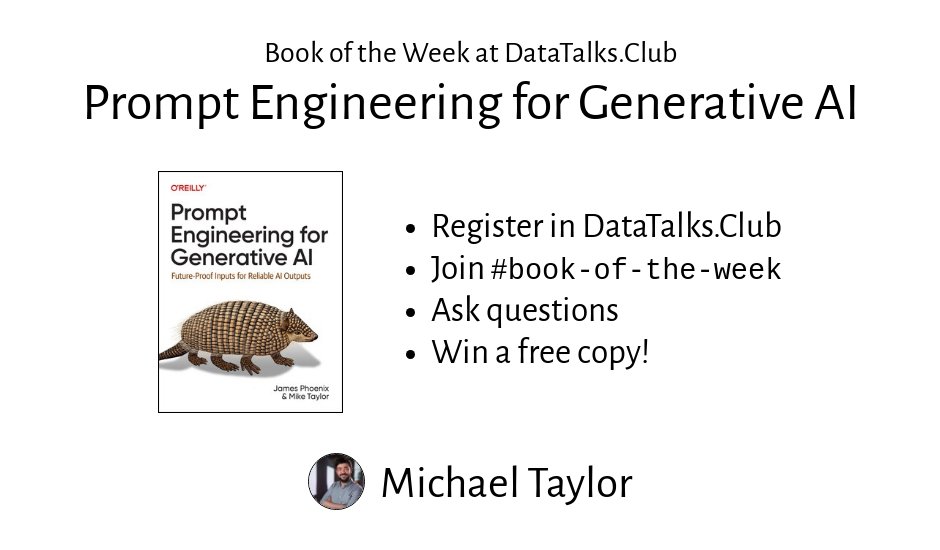 Book of the Week at DataTalks.Club
Prompt Engineering for Generative AI
O'REILLY®
Prompt
Engineering for
Generative AI
Future-Proof Inputs for Reliable AI Outputs
James Phoenix
& Mike Taylor
• Register in DataTalks.Club
• Join #book-of-the-week
• Ask questions
• Win a free copy!
Michael Taylor